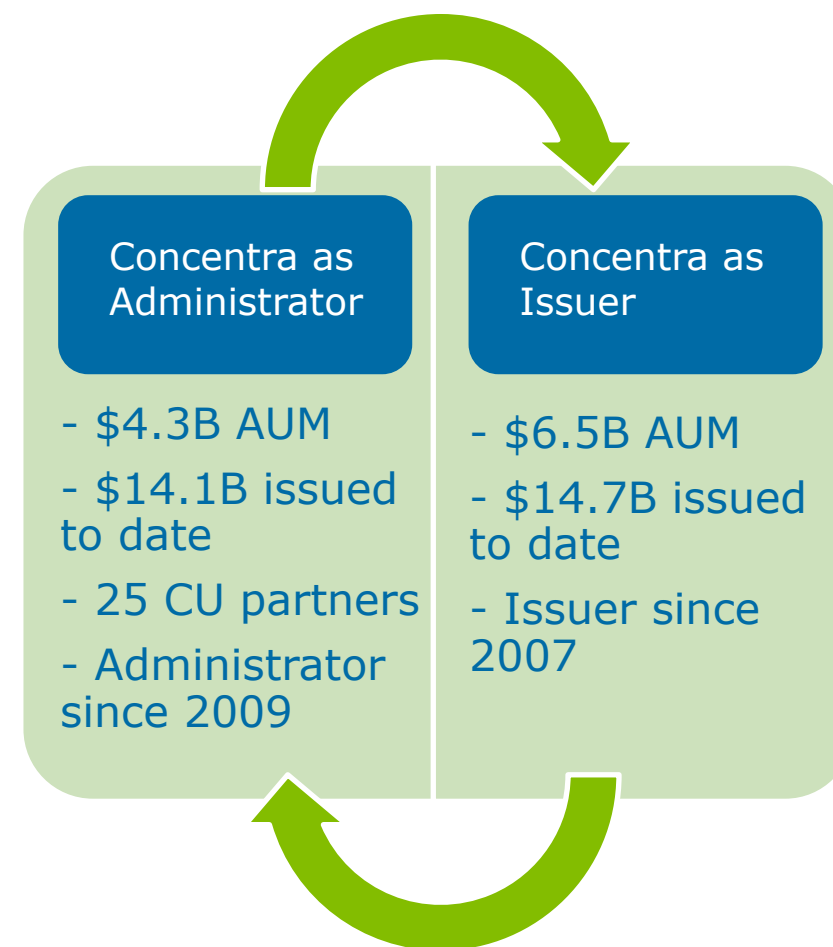 Concentra as
Administrator
- $4.3B AUM
- $14.1B issued
to date
- 25 CU partners
- Administrator
since 2009
Concentra as
Issuer
- $6.5B AUM
- $14.7B issued
to date
- Issuer since
2007